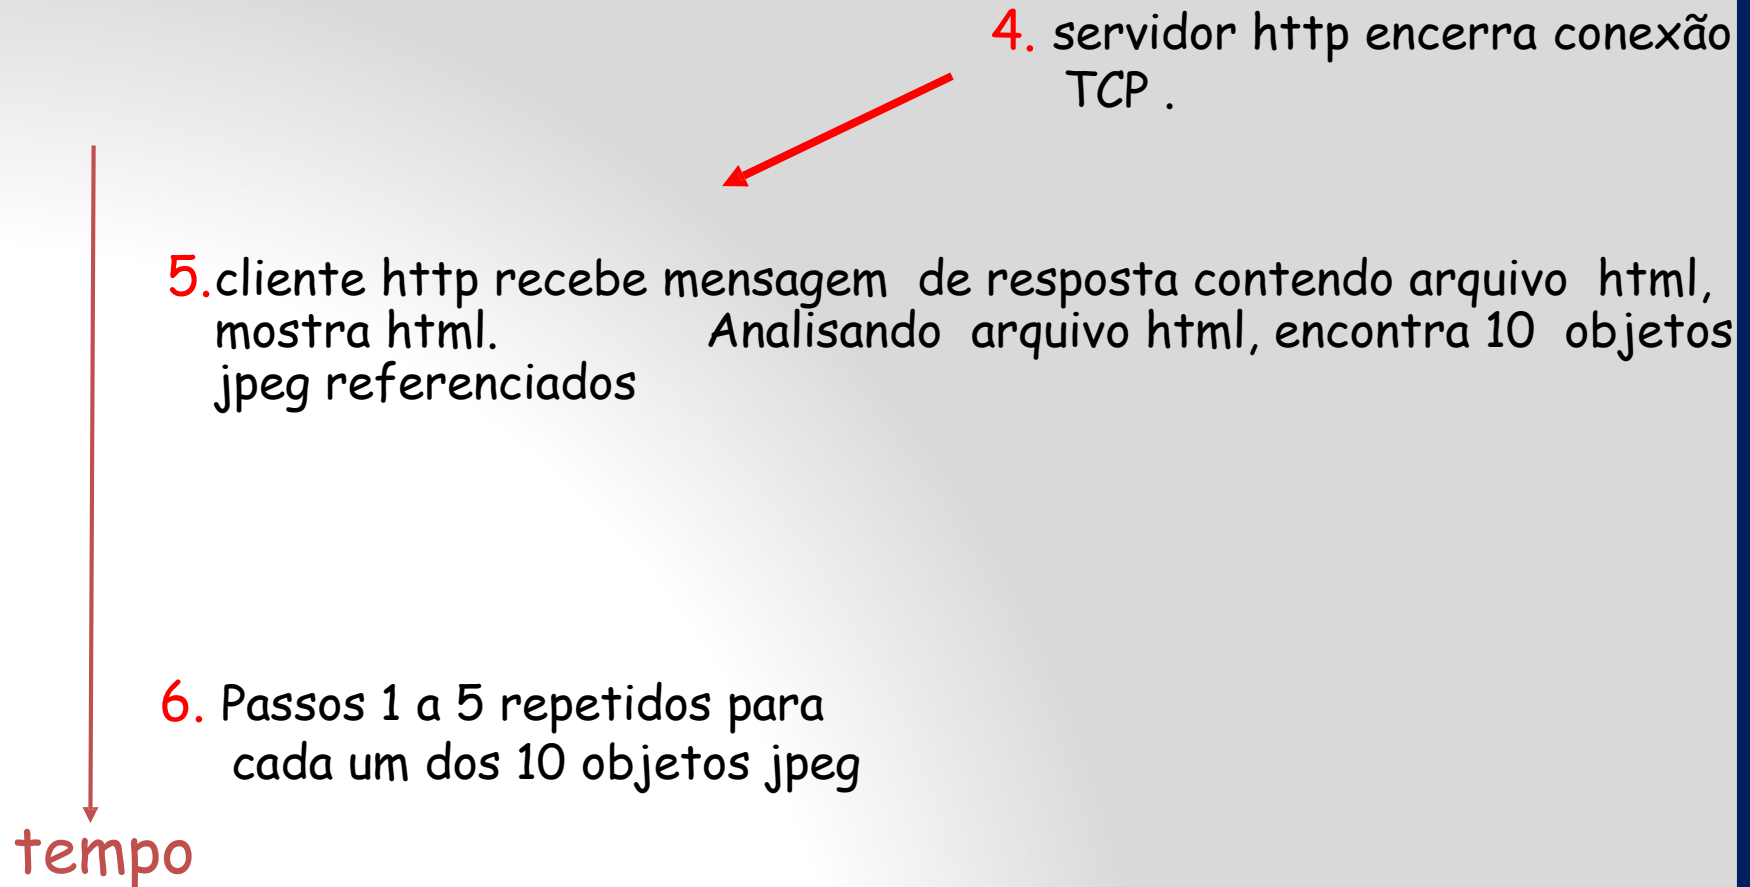 4. servidor http encerra conexão
TCP .
5.cliente http recebe mensagem de resposta contendo arquivo html,
mostra html. Analisando arquivo html, encontra 10 objetos
jpeg referenciados
6. Passos 1 a 5 repetidos para
cada um dos 10 objetos jpeg
tempo